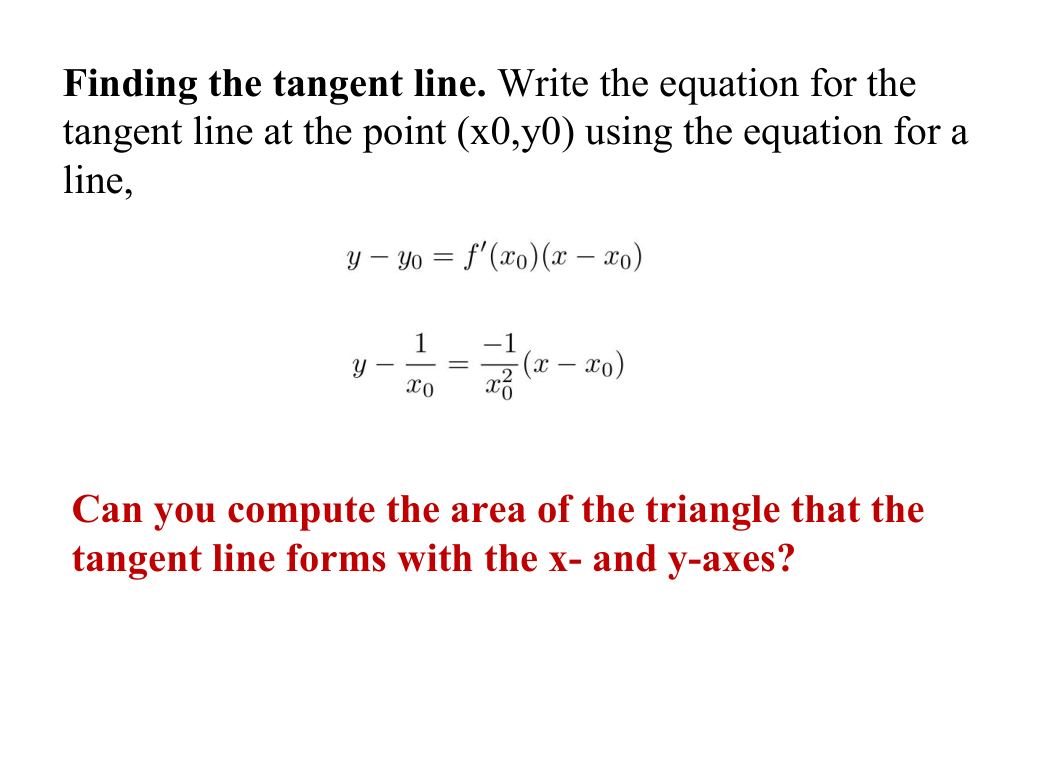 Finding the tangent line. Write the equation for the
tangent line at the point (x0,y0) using the equation for a
line,
y − y₀ = f′(x₀)(x − x₀)
y − 1/x₀ = −1/x₀²(x − x₀)
Can you compute the area of the triangle that the
tangent line forms with the x- and y-axes?